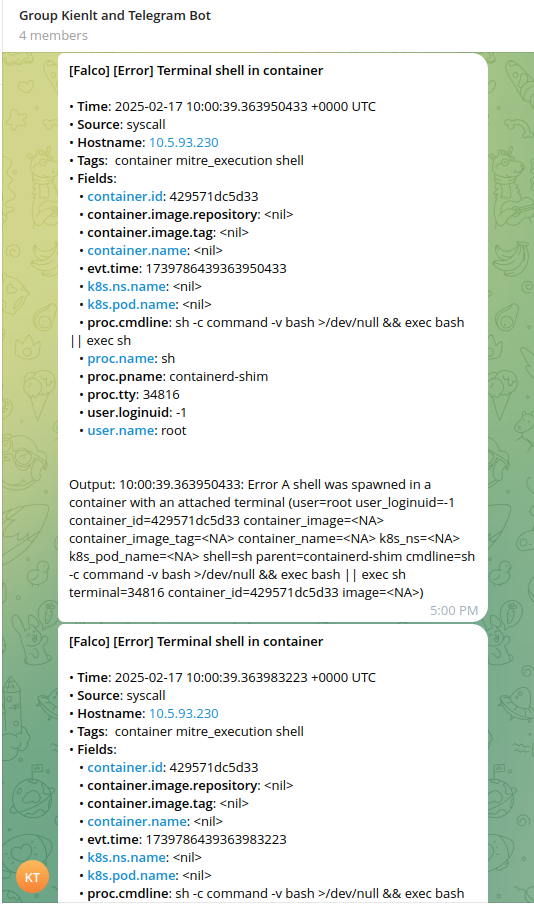 Group Kienlt and Telegram Bot
4 members
[Falco] [Error] Terminal shell in container
• Time: 2025-02-17 10:00:39.363950433 +0000 UTC
• Source: syscall
• Hostname: 10.5.93.230
• Tags:  container mitre_execution shell
• Fields:
• container.id: 429571dc5d33
• container.image.repository: <nil>
• container.image.tag: <nil>
• container.name: <nil>
• evt.time: 1739786439363950433
• k8s.ns.name: <nil>
• k8s.pod.name: <nil>
• proc.cmdline: sh -c command -v bash >/dev/null && exec bash
|| exec sh
• proc.name: sh
• proc.pname: containerd-shim
• proc.tty: 34816
• user.loginuid: -1
• user.name: root
Output: 10:00:39.363950433: Error A shell was spawned in a
container with an attached terminal (user=root user_loginuid=-1
container_id=429571dc5d33 container_image=<NA>
container_image_tag=<NA> container_name=<NA> k8s_ns=<NA>
k8s_pod_name=<NA> shell=sh parent=containerd-shim cmdline=sh
-c command -v bash >/dev/null && exec bash || exec sh
terminal=34816 container_id=429571dc5d33 image=<NA>)
5:00 PM
[Falco] [Error] Terminal shell in container
• Time: 2025-02-17 10:00:39.363983223 +0000 UTC
• Source: syscall
• Hostname: 10.5.93.230
• Tags:  container mitre_execution shell
• Fields:
• container.id: 429571dc5d33
• container.image.repository: <nil>
• container.image.tag: <nil>
• container.name: <nil>
• evt.time: 1739786439363983223
• k8s.ns.name: <nil>
• k8s.pod.name: <nil>
• proc.cmdline: sh -c command -v bash >/dev/null && exec bash
KT